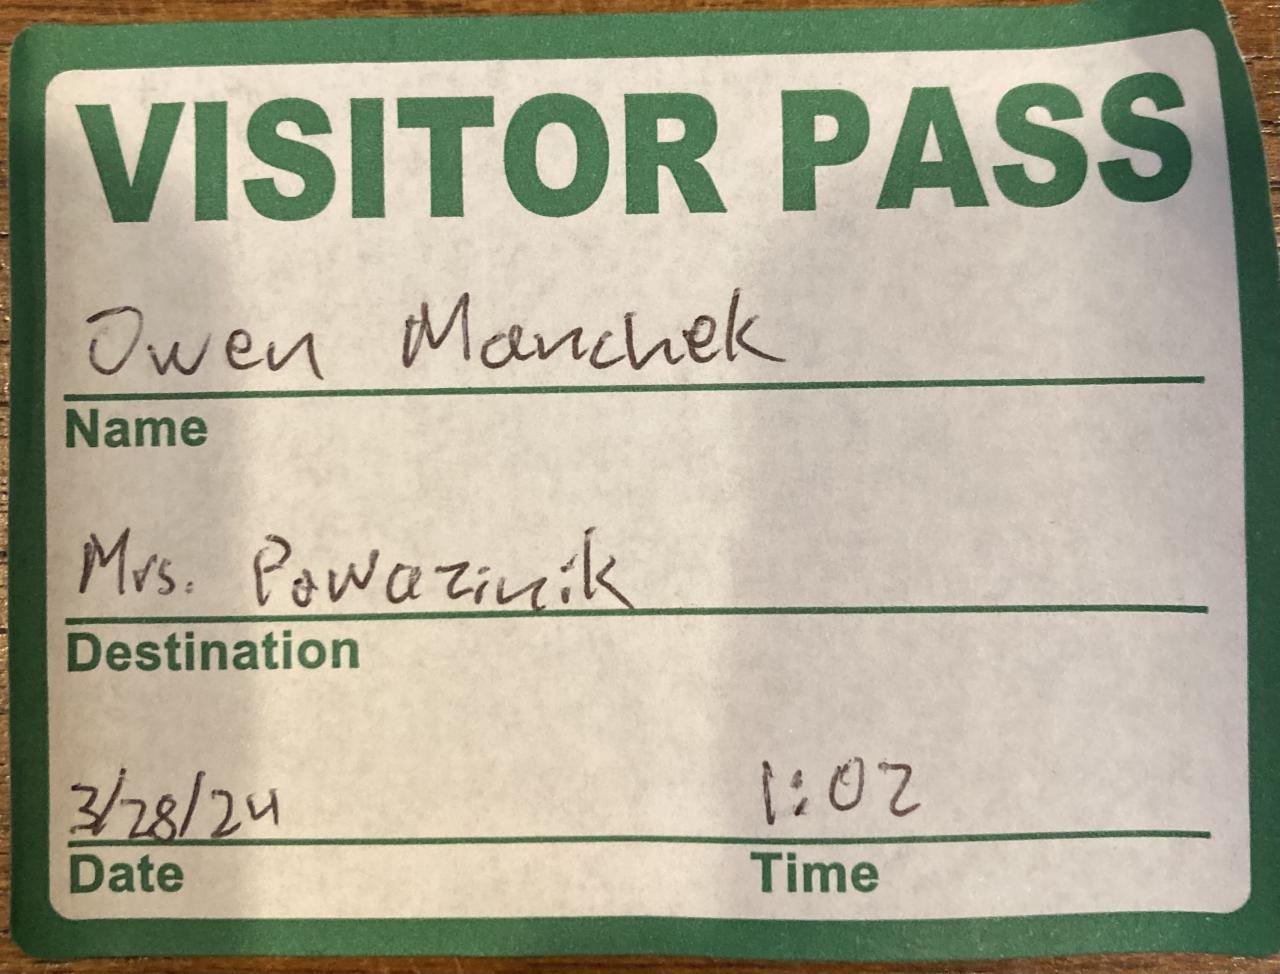 VISITOR PASS
Owen Manchek
Name
Mrs. Powazinik
Destination
3/28/24 1:02
Date Time